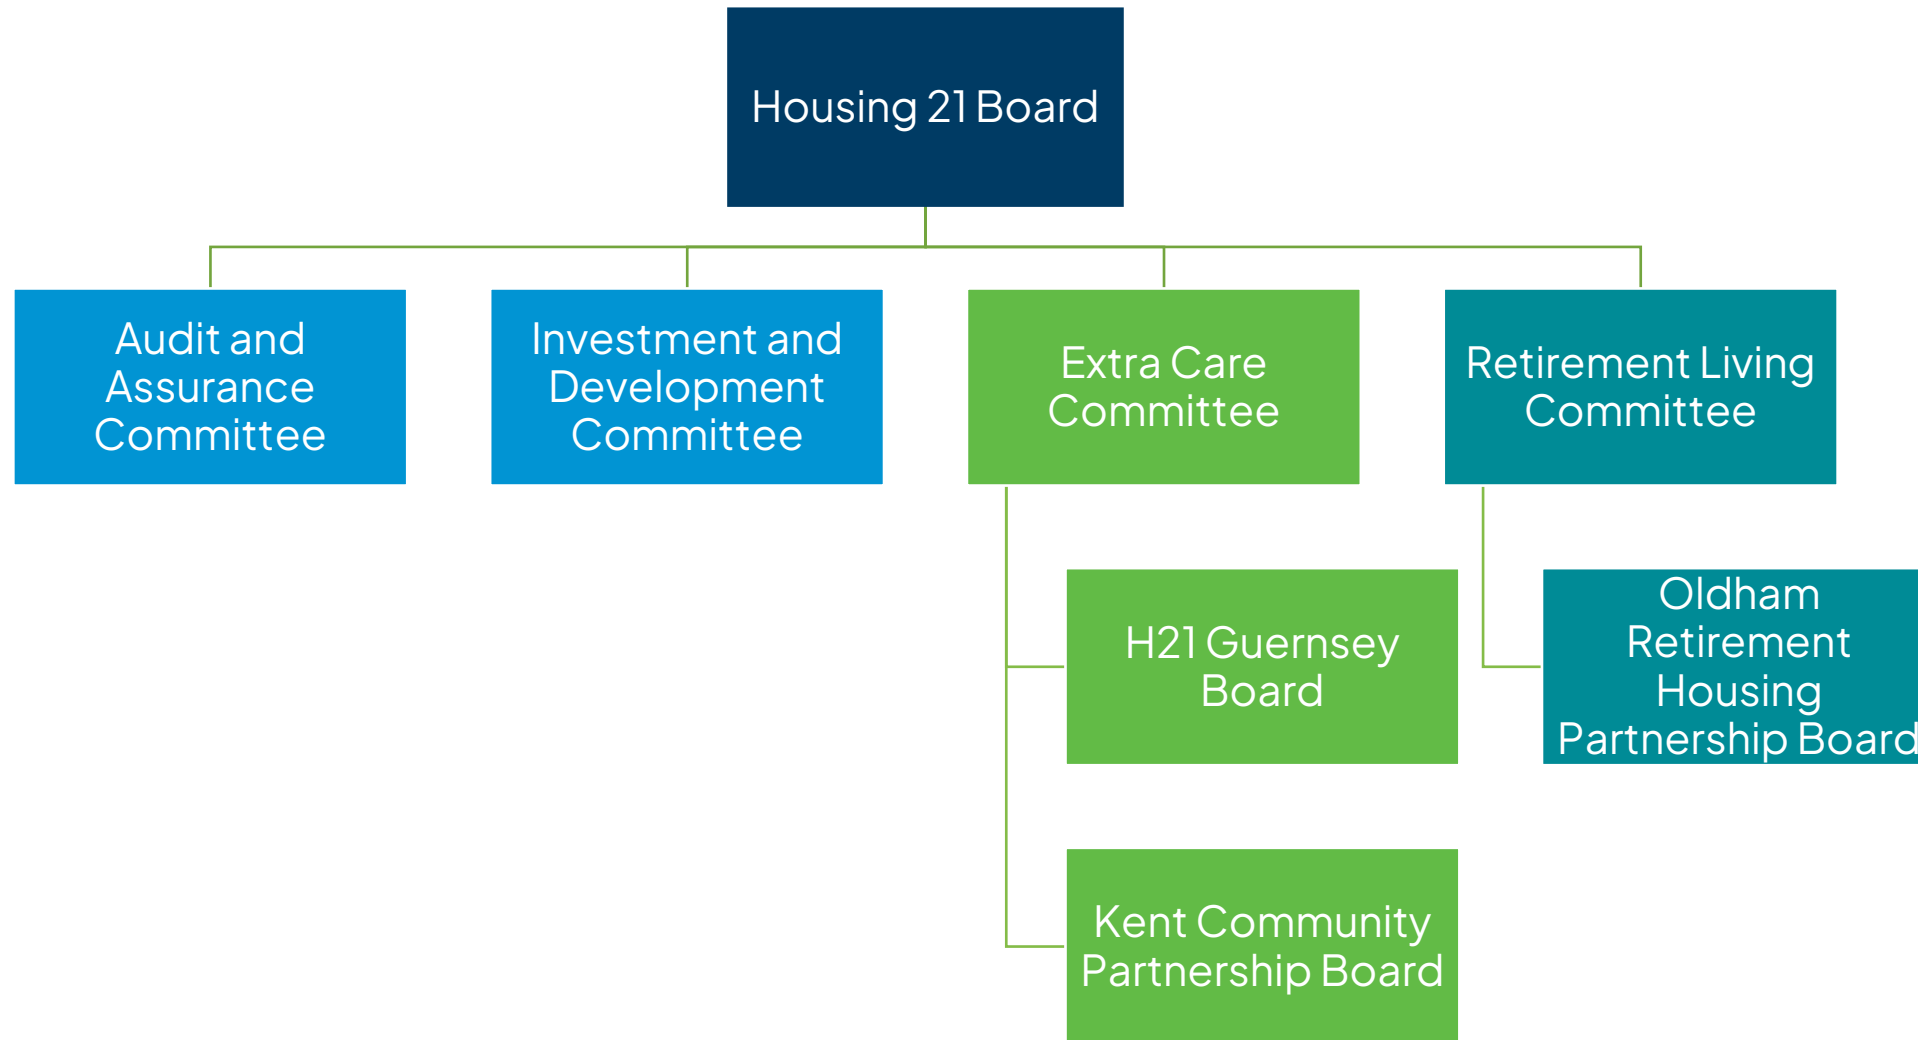 Housing 21 Board
Audit and
Assurance
Committee
Investment and
Development
Committee
Extra Care
Committee
Retirement Living
Committee
H21 Guernsey
Board
Oldham
Retirement
Housing
Partnership Board
Kent Community
Partnership Board